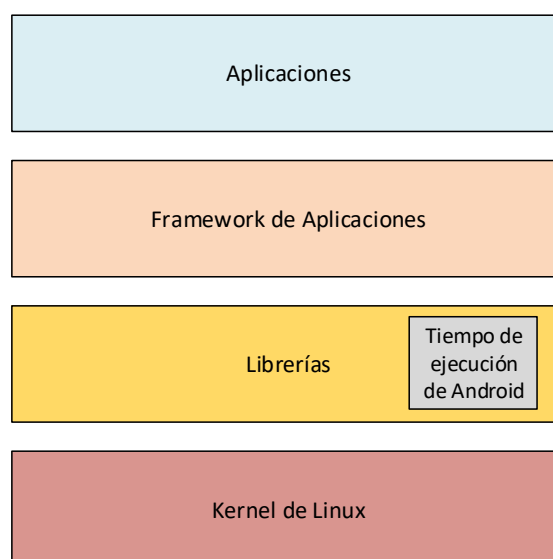 Aplicaciones
Framework de Aplicaciones
Librerías
Tiempo de
ejecución
de Android
Kernel de Linux